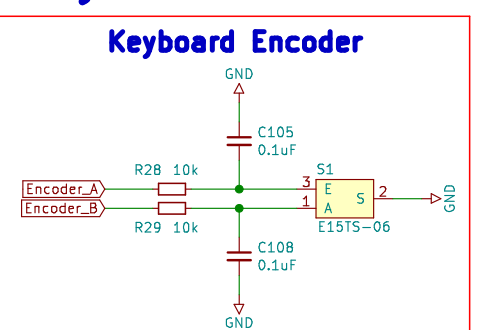 Keyboard Encoder
GND
C105
0.1uF
R28 10k
S1
Encoder_A
3
E
S
2
GND
Encoder_B
1
A
R29 10k
E15TS-06
C108
0.1uF
GND